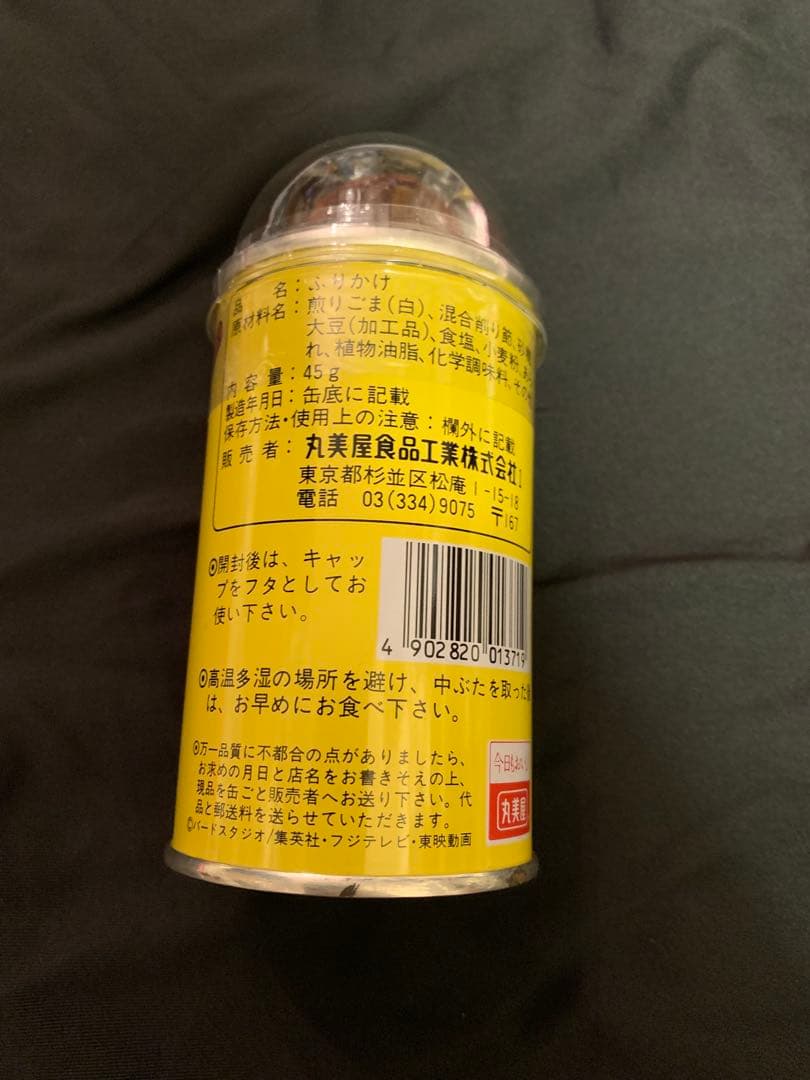 品名：ふりかけ
原材料名：煎りごま(白)、混合削り節、砂糖
大豆(加工品)、食塩、小麦粉、
れ、植物油脂、化学調味料、その
内容量：45g
製造年月日：缶底に記載
保存方法・使用上の注意：欄外に記載
販売者：丸美屋食品工業株式会社
東京都杉並区松庵1-15-18
電話 03(334)9075 〒167
◉開封後は、キャッ
プをフタとしてお
使い下さい。
4 902820 013719
◉高温多湿の場所を避け、中ぶたを取った
は、お早めにお食べ下さい。
◉万一品質に不都合の点がありましたら、
お求めの月日と店名をお書きそえの上、
現品を缶ごと販売者へお送り下さい。代
品と郵送料を送らせていただきます。
©バードスタジオ/集英社・フジテレビ・東映動画
今日もおいし
丸美屋